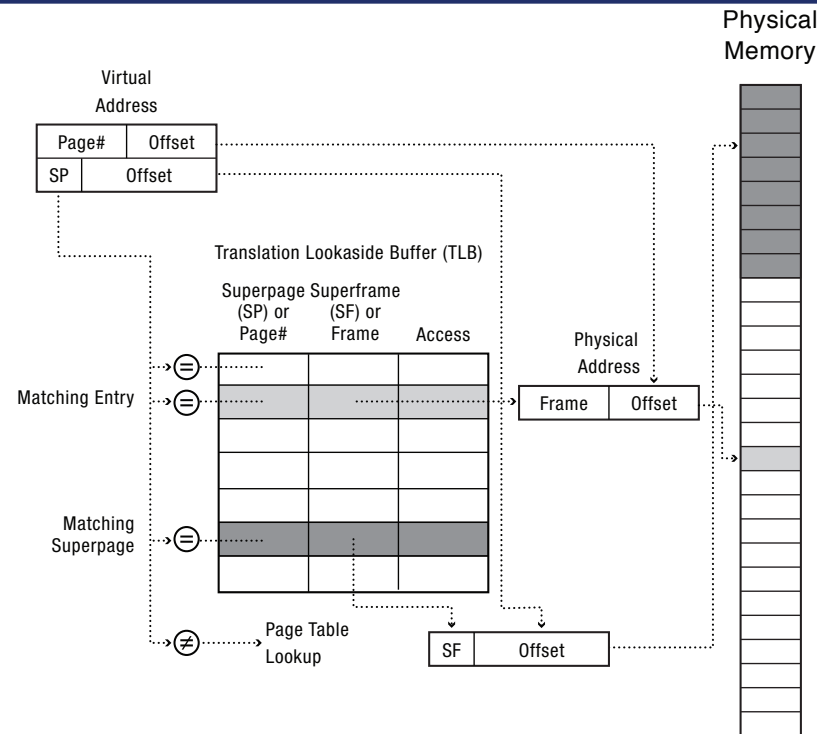 Physical
Memory
Virtual
Address
Page# Offset
SP Offset
Translation Lookaside Buffer (TLB)
Superpage Superframe
(SP) or (SF) or
Page# Frame Access
Physical
Address
=
Matching Entry =
Frame Offset
Matching
Superpage =
≠ Page Table
Lookup
SF Offset